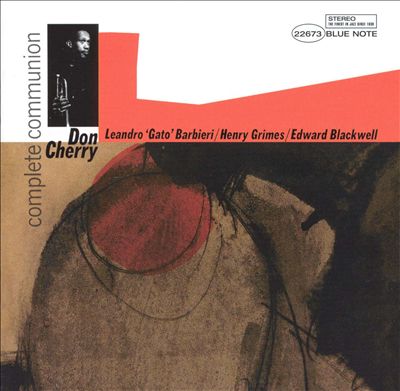 STEREO
THE FINEST IN JAZZ SINCE 1939
22673 BLUE NOTE
complete communion
Don
Cherry
Leandro 'Gato' Barbieri/Henry Grimes/Edward Blackwell